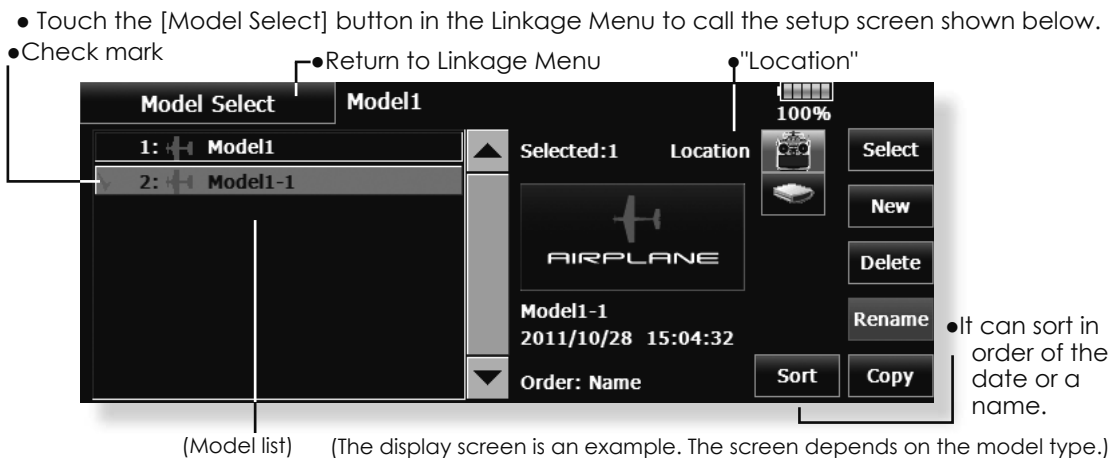 ● Touch the [Model Select] button in the Linkage Menu to call the setup screen shown below.
●Check mark
●Return to Linkage Menu
●"Location"
Model Select
Model1
100%
1: Model1
2: Model1-1
Selected:1
Location
Select
New
AIRPLANE
Delete
Model1-1
2011/10/28 15:04:32
Rename
Order: Name
Sort
Copy
●It can sort in
order of the
date or a
name.
(Model list)
(The display screen is an example. The screen depends on the model type.)